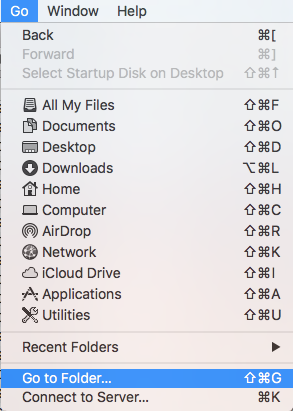 Go Window Help
Back ⌘[
Forward ⌘]
Select Startup Disk on Desktop ⇧⌘↑
All My Files ⇧⌘F
Documents ⇧⌘O
Desktop ⇧⌘D
Downloads ⌥⌘L
Home ⇧⌘H
Computer ⇧⌘C
AirDrop ⇧⌘R
Network ⇧⌘K
iCloud Drive ⇧⌘I
Applications ⇧⌘A
Utilities ⇧⌘U
Recent Folders ▶
Go to Folder... ⇧⌘G
Connect to Server... ⌘K